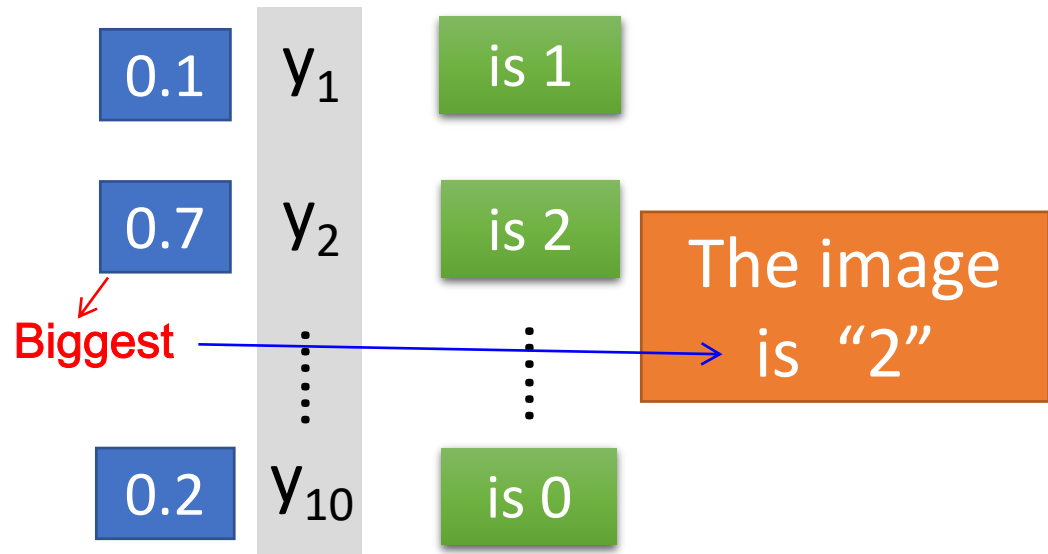 0.1 y₁ is 1
0.7 y₂ is 2
The image
is “2”
Biggest
0.2 y₁₀ is 0